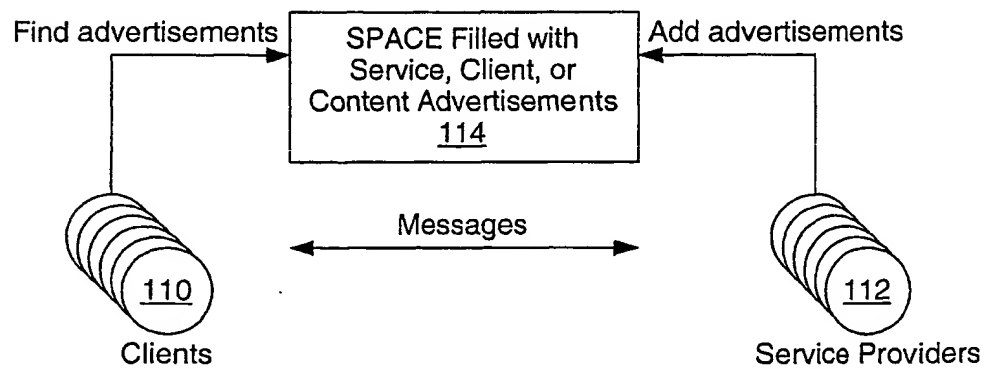 Find advertisements
SPACE Filled with
Service, Client, or
Content Advertisements
114
Add advertisements
Messages
110
112
Clients
Service Providers